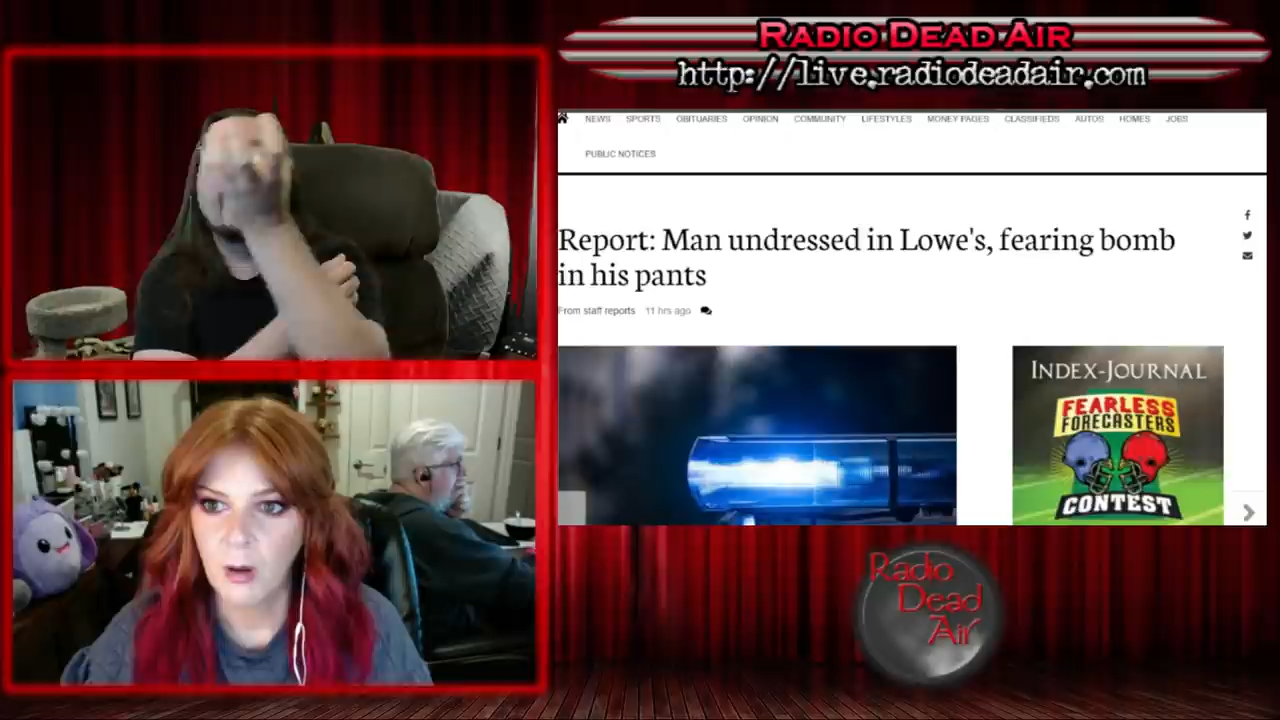 Radio Dead Air
http://live.radiodeadair.com
NEWS SPORTS OBITUARIES OPINION COMMUNITY LIFESTYLES MONEY PAGES CLASSIFIEDS AUTOS HOMES JOBS
PUBLIC NOTICES
Report: Man undressed in Lowe's, fearing bomb
in his pants
From staff reports 11 hrs ago
INDEX-JOURNAL
FEARLESS
FORECASTERS
CONTEST
Radio
Dead
Air